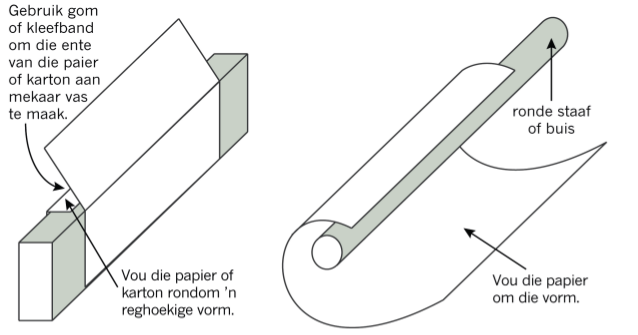 Gebruik gom
of kleefband
om die ente
van die paier
of karton aan
mekaar vas
te maak.
ronde staaf
of buis
Vou die papier of
karton rondom 'n
reghoekige vorm.
Vou die papier
om die vorm.